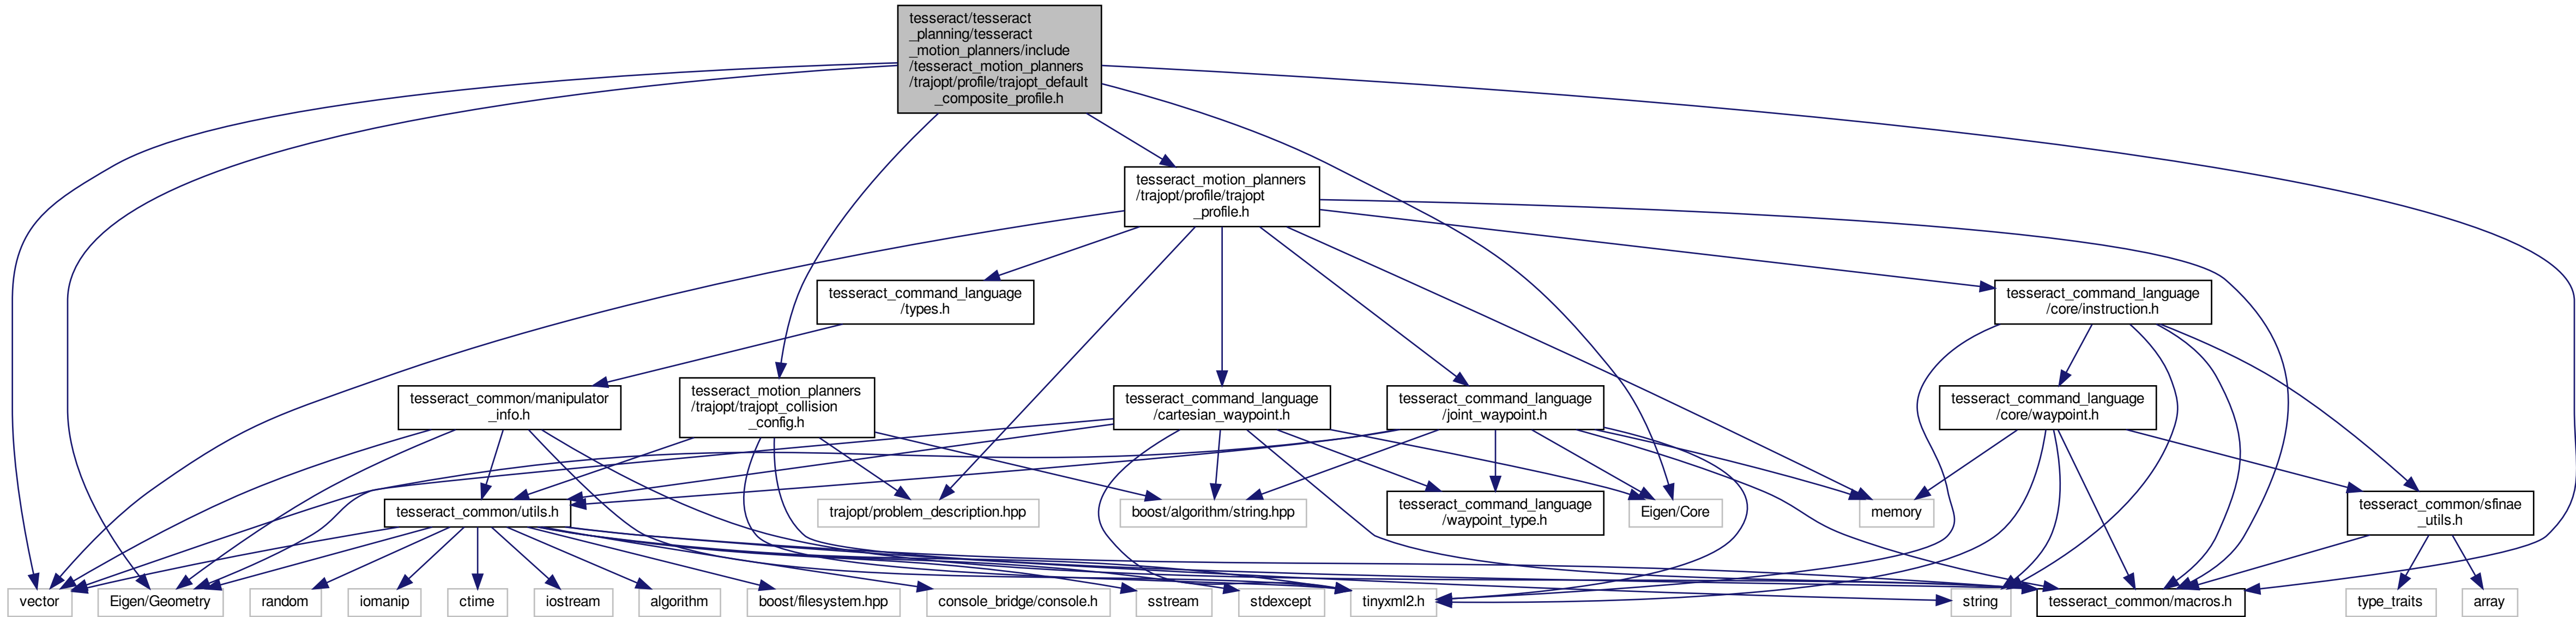 tesseract/tesseract
_planning/tesseract
_motion_planners/include
/tesseract_motion_planners
/trajopt/profile/trajopt_default
_composite_profile.h
tesseract_motion_planners
/trajopt/profile/trajopt
_profile.h
tesseract_command_language
/types.h
tesseract_command_language
/core/instruction.h
tesseract_common/manipulator
_info.h
tesseract_motion_planners
/trajopt/trajopt_collision
_config.h
tesseract_command_language
/cartesian_waypoint.h
tesseract_command_language
/joint_waypoint.h
tesseract_command_language
/core/waypoint.h
tesseract_common/utils.h
trajopt/problem_description.hpp
boost/algorithm/string.hpp
tesseract_command_language
/waypoint_type.h
Eigen/Core
memory
tesseract_common/sfinae
_utils.h
vector
Eigen/Geometry
random
iomanip
ctime
iostream
algorithm
boost/filesystem.hpp
console_bridge/console.h
sstream
stdexcept
tinyxml2.h
string
tesseract_common/macros.h
type_traits
array